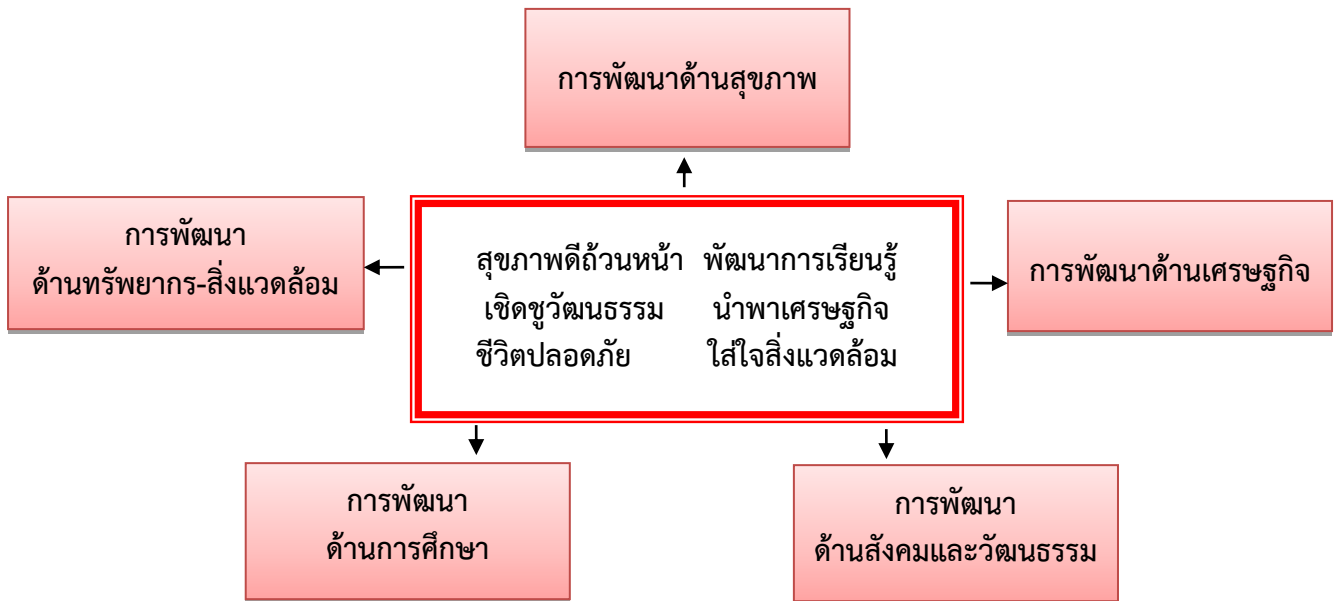 การพัฒนาด้านสุขภาพ
การพัฒนา
ด้านทรัพยากร-สิ่งแวดล้อม
สุขภาพดีถ้วนหน้า พัฒนาการเรียนรู้
เชิดชูวัฒนธรรม นำพาเศรษฐกิจ
ชีวิตปลอดภัย ใส่ใจสิ่งแวดล้อม
การพัฒนาด้านเศรษฐกิจ
การพัฒนา
ด้านการศึกษา
การพัฒนา
ด้านสังคมและวัฒนธรรม